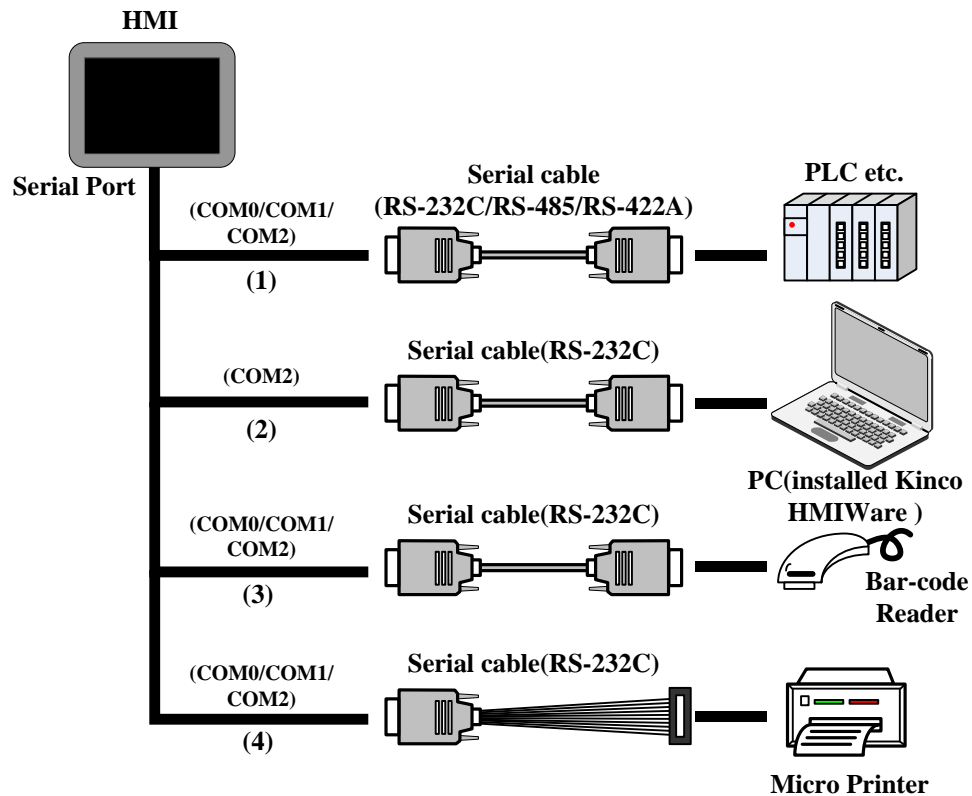 HMI
Serial Port
(COM0/COM1/
COM2)
(1)
Serial cable
(RS-232C/RS-485/RS-422A)
PLC etc.
(COM2)
(2)
Serial cable(RS-232C)
PC(installed Kinco
HMIWare )
(COM0/COM1/
COM2)
(3)
Serial cable(RS-232C)
Bar-code
Reader
(COM0/COM1/
COM2)
(4)
Serial cable(RS-232C)
Micro Printer